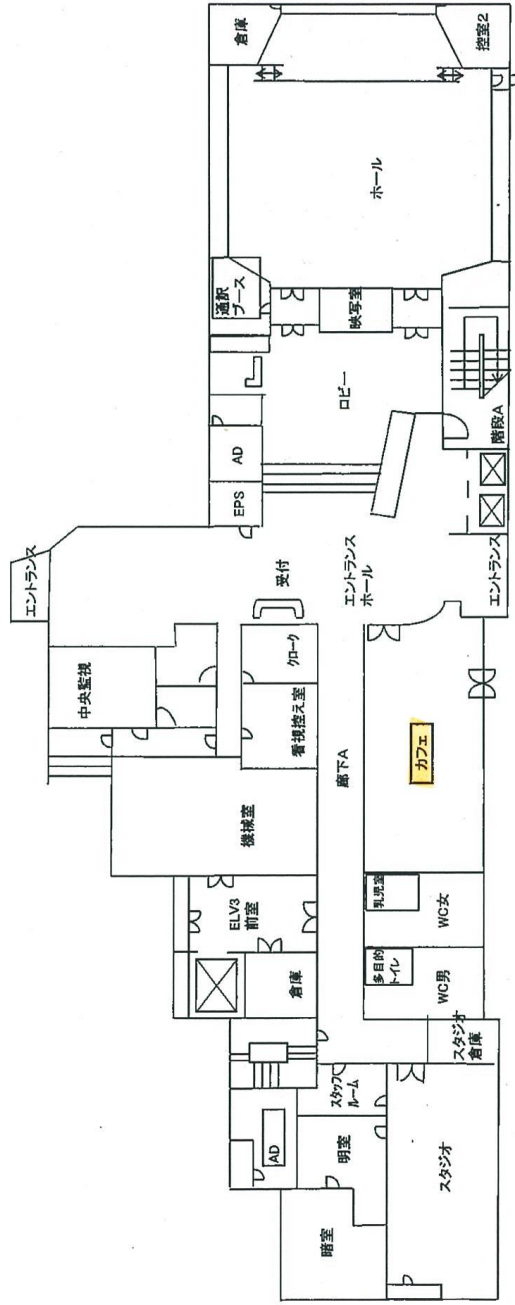 倉庫
控室2
ホール
通訳
ブース
映写室
ロビー
AD
EPS
階段A
エントランス
受付
エントランス
ホール
エントランス
中央監視
クローク
看視控え室
廊下A
カフェ
機械室
ELV3
前室
倉庫
乳児室
WC女
多目的
トイレ
WC男
スタジオ
倉庫
スタッフ
ルーム
AD
明室
暗室
スタジオ